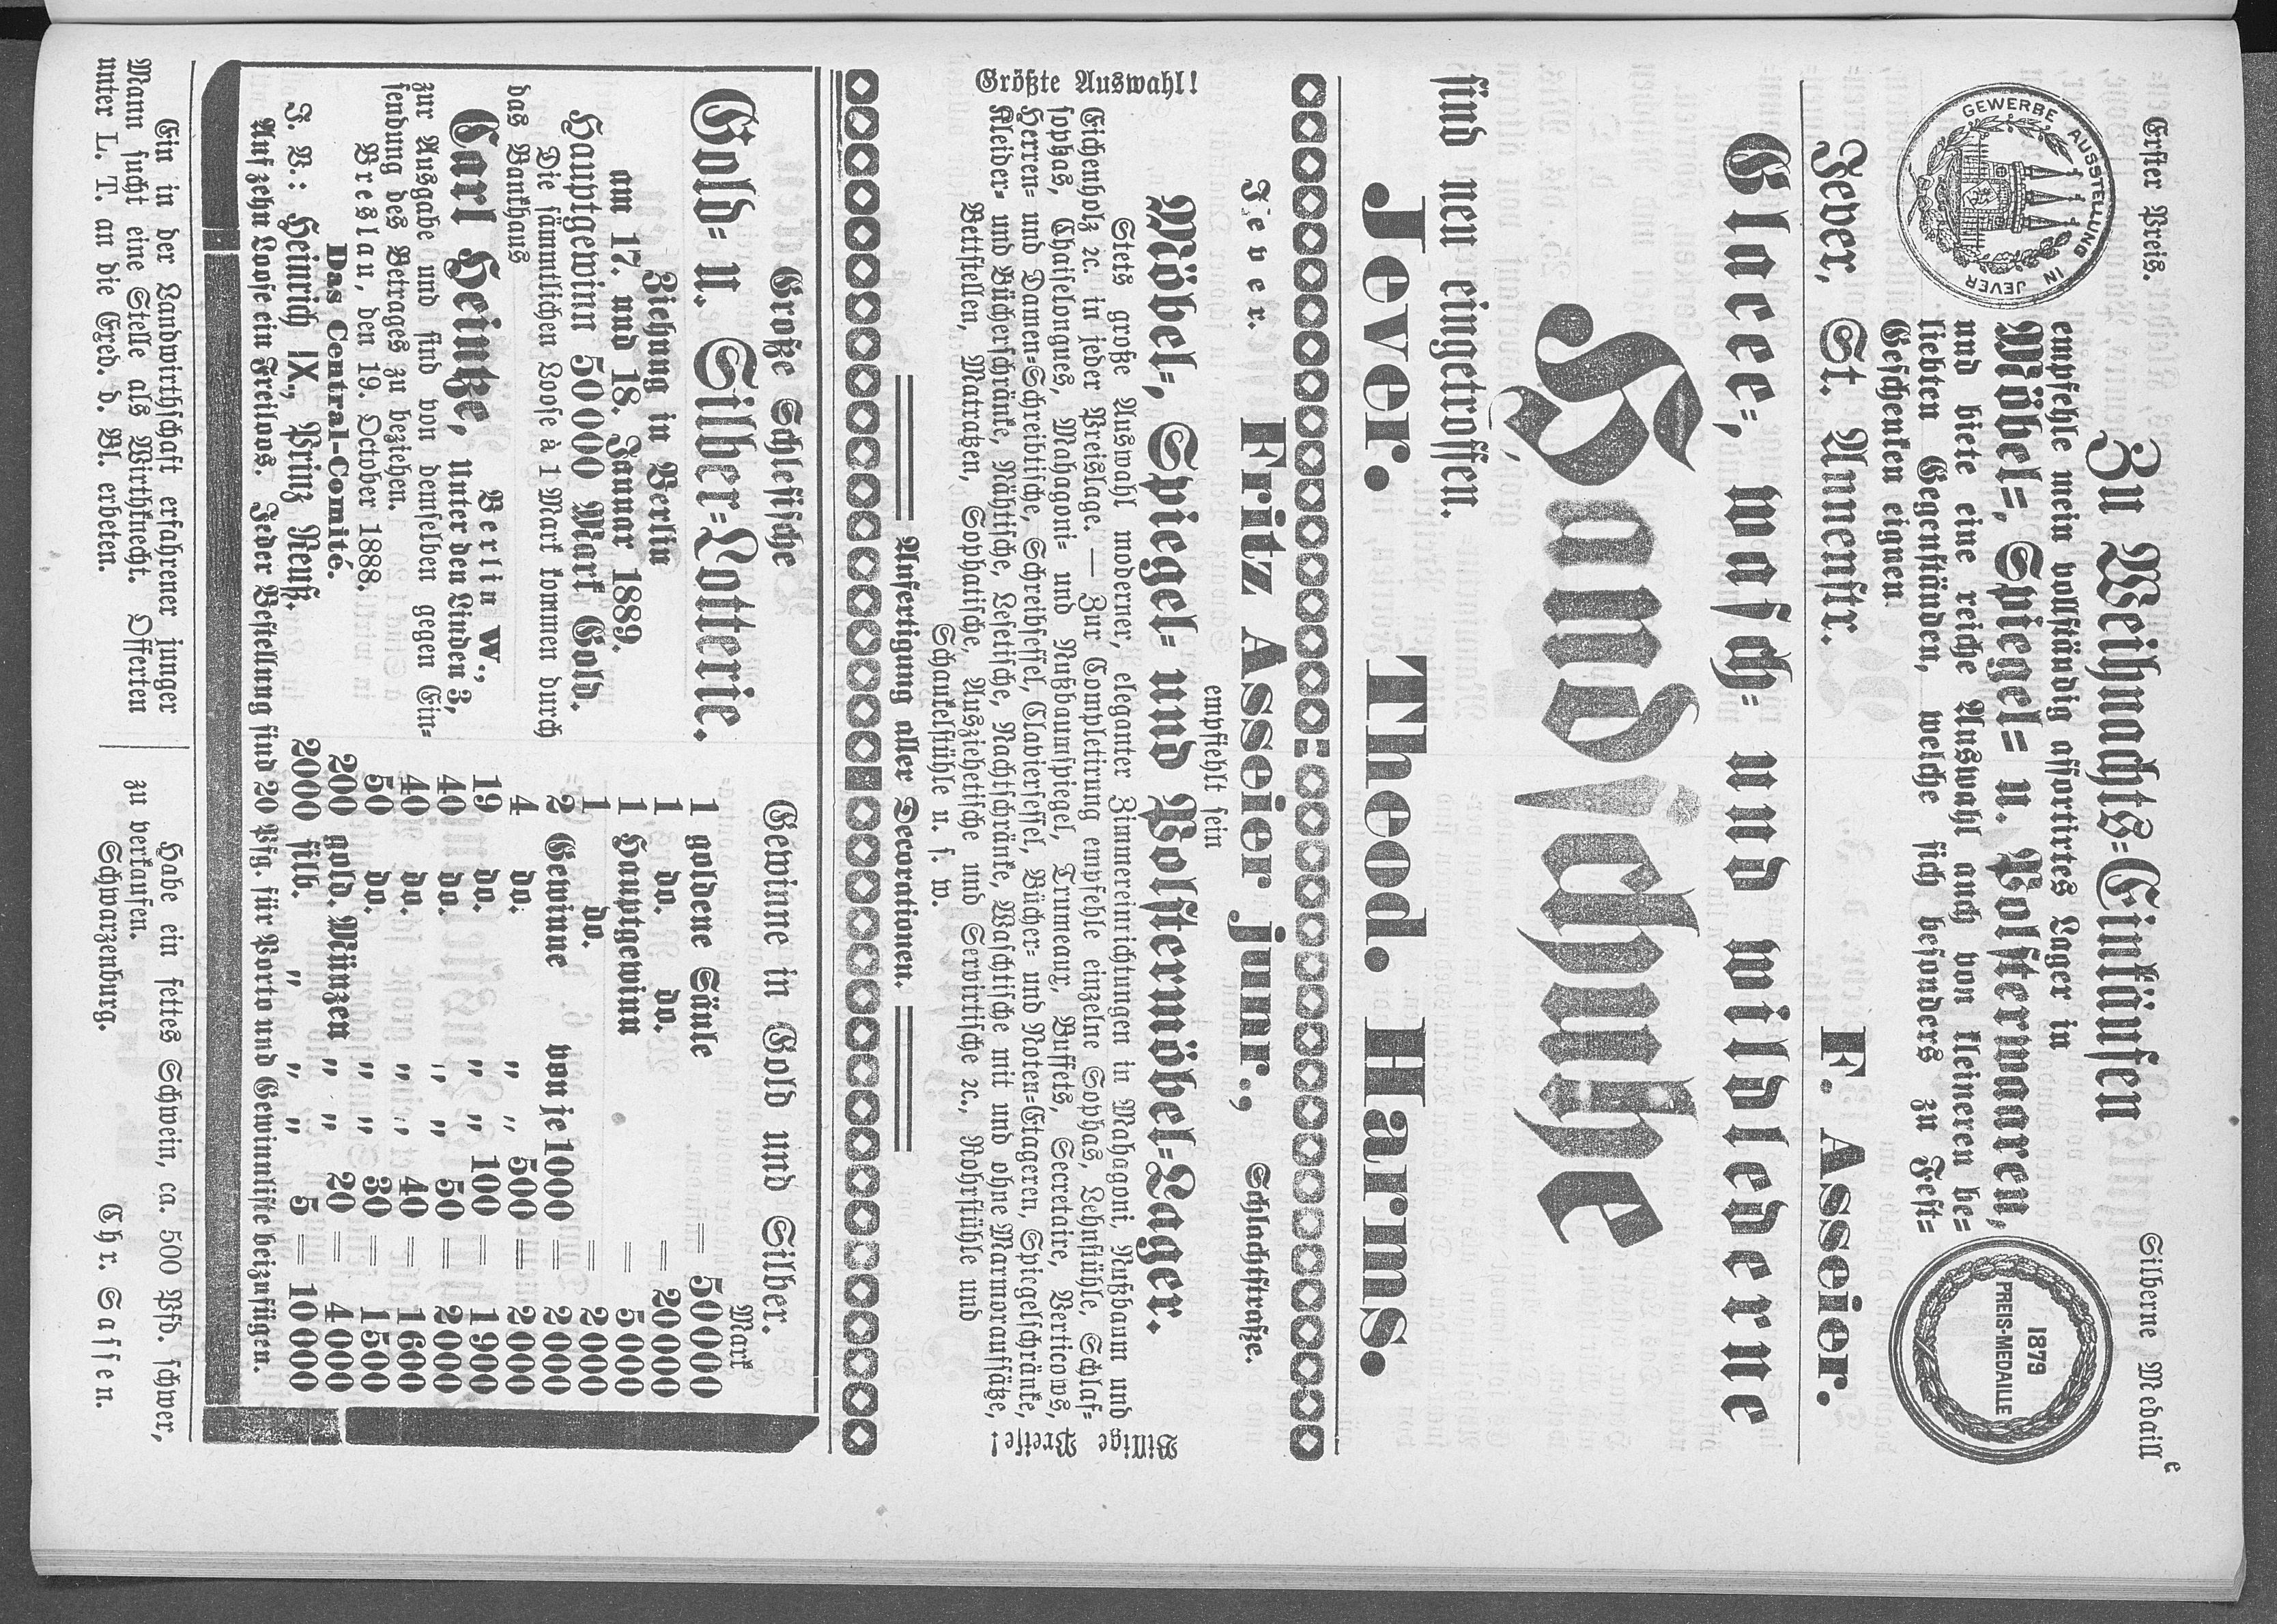 Erster Preis.
Silberne Medaille
GEWERBE AUSSTELLUNG IN JEVER
1879
PREIS-MEDAILLE
Zu Weihnachts=Einkäufen
empfehle mein vollständig assortirtes Lager in
Möbel=, Spiegel= u. Polsterwaaren,
und biete eine reiche Auswahl auch von kleineren be=
liebten Gegenständen, welche sich besonders zu Fest=
Geschenken eignen.
Jever, St. Annenstr. F. Asseier.
Glacee=, wasch= und wildlederne
Handschuhe
sind neu eingetroffen.
Jever. Theod. Harms.
Jever. Fritz Asseier junr., Schlachtstraße.
empfiehlt sein
Möbel=, Spiegel= und Polstermöbel=Lager.
Größte Auswahl!
Billige Preise!
Stets große Auswahl moderner, eleganter Zimmereinrichtungen in Mahagoni, Nußbaum und
Eichenholz ꝛc. in jeder Preislage. — Zur Completirung empfehle einzelne Sophas, Lehnstühle, Schlaf=
sophas, Chaiselongues, Mahagoni= und Nußbaumspiegel, Trumeaux, Buffets, Secretaire, Verticows,
Herren= und Damen=Schreibtische, Schreibsessel, Claviersessel, Bücher= und Noten=Etageren, Spiegelschränke,
Kleider= und Bücherschränke, Nähtische, Lesetische, Nachtschränke, Waschtische mit und ohne Marmoraufsätze,
Bettstellen, Matratzen, Sophatische, Ausziehetische und Servirtische ꝛc., Rohrstühle und
Schaukelstühle u. s. w.
Anfertigung aller Decorationen.
Große Schlesische
Gold= u. Silber=Lotterie.
Ziehung in Berlin
am 17. und 18. Januar 1889.
Hauptgewinn 50000 Mark Gold.
Die sämmtlichen Loose à 1 Mark kommen durch
das Bankhaus
Carl Heintze, Berlin W.,
Unter den Linden 3,
zur Ausgabe und sind von demselben gegen Ein=
sendung des Betrages zu beziehen.
Breslau, den 19. October 1888.
Das Central-Comité.
J. V.: Heinrich IX., Prinz Reuß.
Gewinne in Gold und Silber.
Mark
1 goldene Säule = 50000
1 do. do. = 20000
1 Hauptgewinn = 5000
1 do. = 2000
2 Gewinne von je 1000 = 2000
4 do. " " 500 = 2000
19 do. " " 100 = 1900
40 do. " " 50 = 2000
40 do. " " 40 = 1600
50 do. " " 30 = 1500
200 gold. Münzen " " 20 = 4000
2000 silb. " " " 5 = 10000
Auf zehn Loose ein Freiloos. Jeder Bestellung sind 20 Pfg. für Porto und Gewinnliste beizufügen.
Ein in der Landwirthschaft erfahrener junger
Mann sucht eine Stelle als Wirthknecht. Offerten
unter L. T. an die Exped. d. Bl. erbeten.
Habe ein fettes Schwein, ca. 500 Pfd. schwer,
zu verkaufen.
Schwarzenburg. Chr. Sassen.